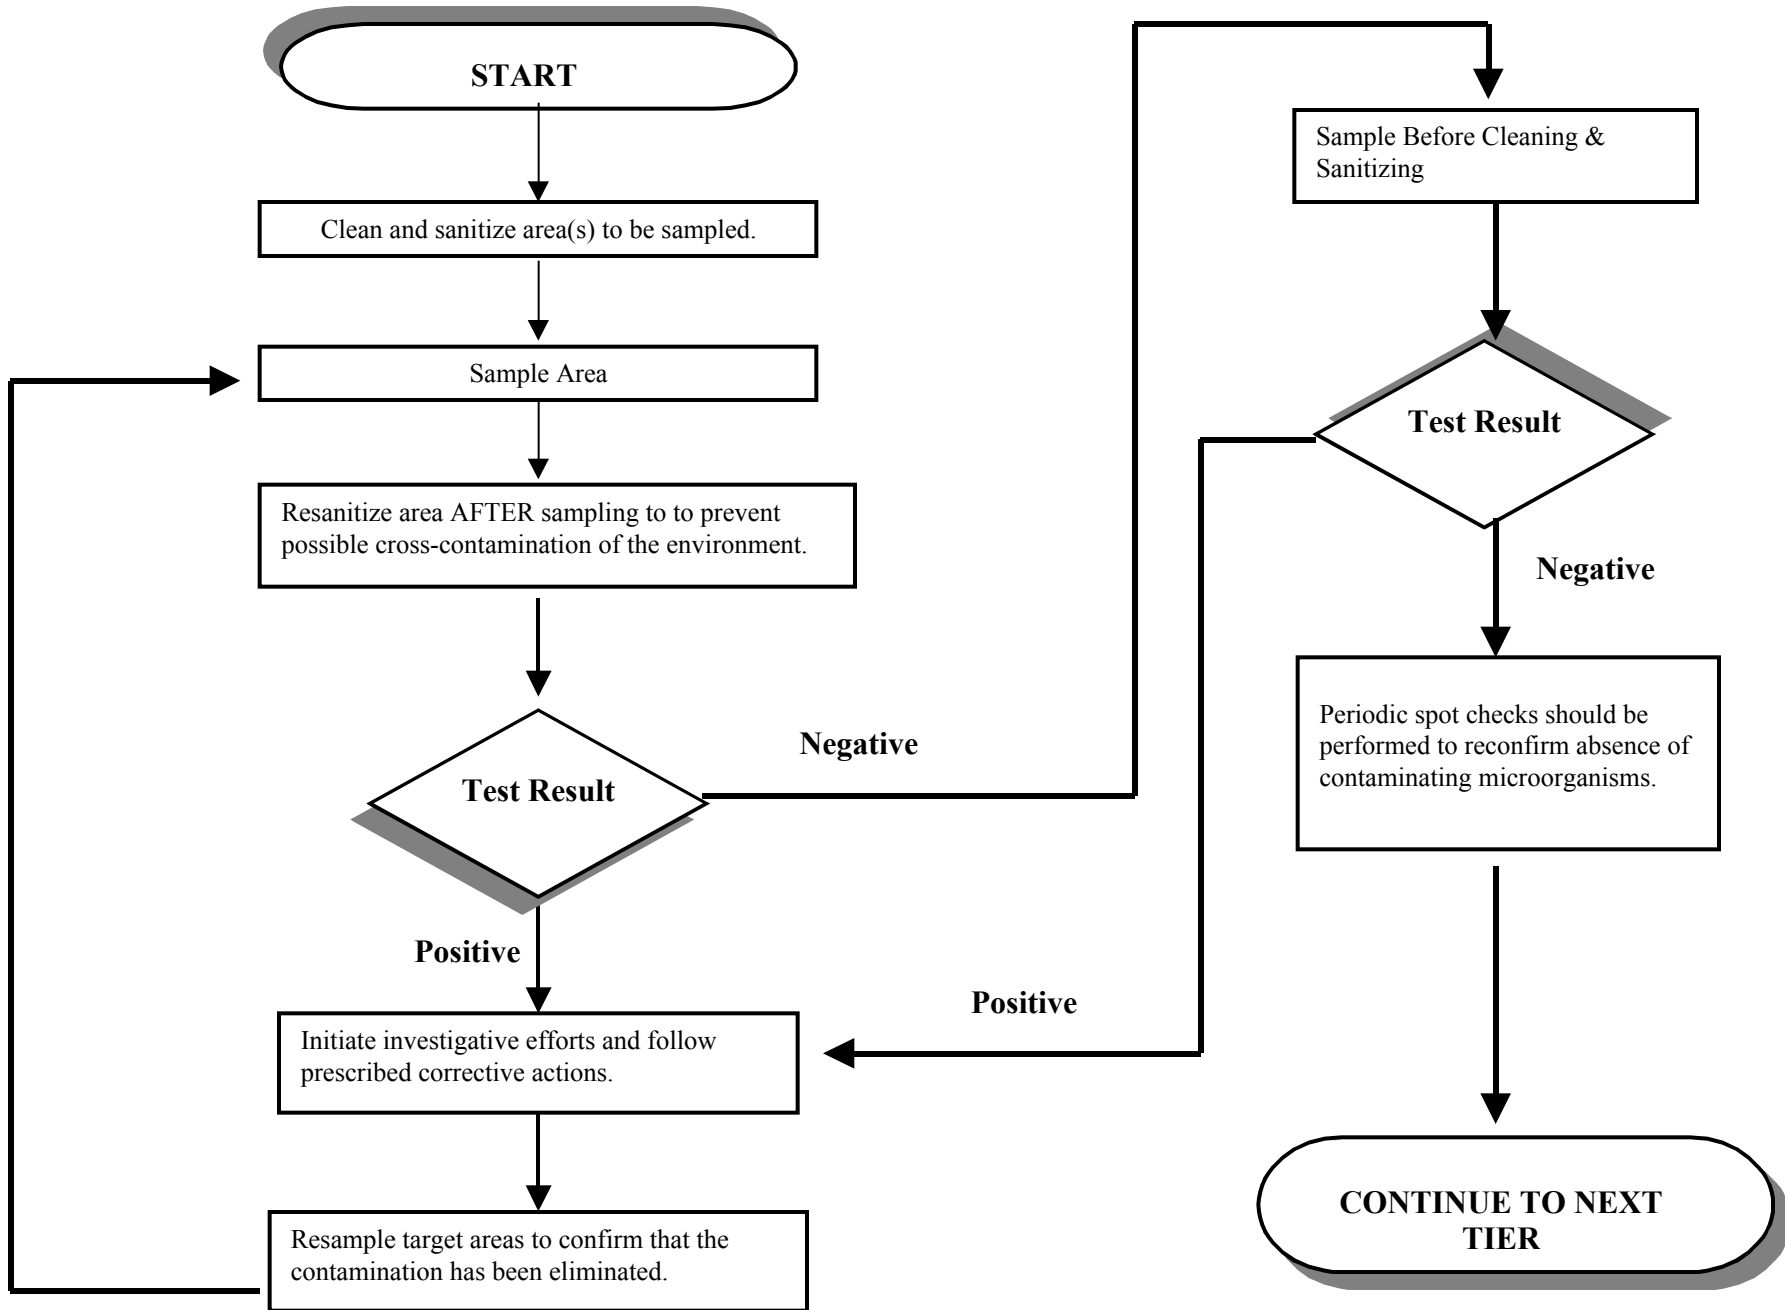 START
Clean and sanitize area(s) to be sampled.
Sample Area
Resanitize area AFTER sampling to to prevent
possible cross-contamination of the environment.
Test Result
Negative
Positive
Initiate investigative efforts and follow
prescribed corrective actions.
Resample target areas to confirm that the
contamination has been eliminated.
Sample Before Cleaning &
Sanitizing
Test Result
Positive
Negative
Periodic spot checks should be
performed to reconfirm absence of
contaminating microorganisms.
CONTINUE TO NEXT
TIER